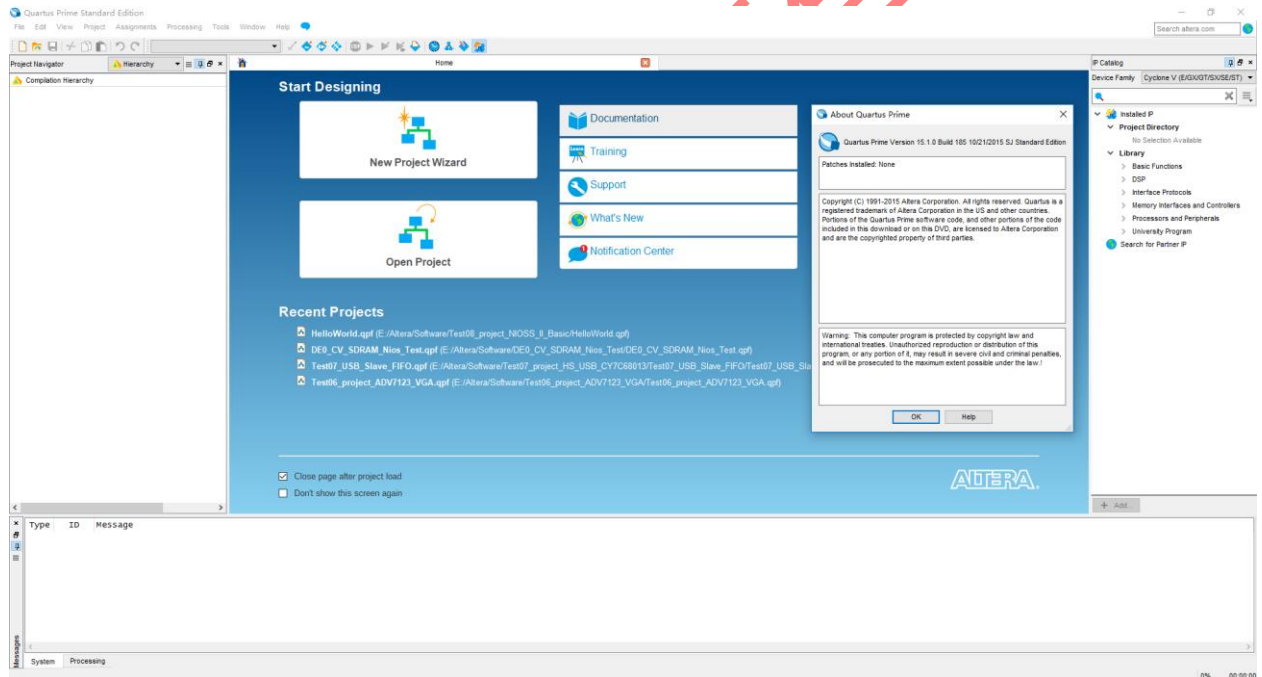 Quartus Prime Standard Edition
File Edit View Project Assignments Processing Tools Window Help
Search altera.com
Project Navigator Hierarchy
Home
IP Catalog
Compilation Hierarchy
Device Family Cyclone V (E/GX/GT/SX/SE/ST)
Start Designing
New Project Wizard
Open Project
Documentation
Training
Support
What's New
Notification Center
Recent Projects
HelloWorld.qpf (E:/Altera/Software/Test08_project_NIOSS_II_Basic/HelloWorld.qpf)
DE0_CV_SDRAM_Nios_Test.qpf (E:/Altera/Software/DE0_CV_SDRAM_Nios_Test/DE0_CV_SDRAM_Nios_Test.qpf)
Test07_USB_Slave_FIFO.qpf (E:/Altera/Software/Test07_project_HS_USB_CY7C68013/Test07_USB_Slave_FIFO/Test07_USB_Sla
Test06_project_ADV7123_VGA.qpf (E:/Altera/Software/Test06_project_ADV7123_VGA/Test06_project_ADV7123_VGA.qpf)
Close page after project load
Don't show this screen again
ALTERA.
About Quartus Prime
Quartus Prime Version 15.1.0 Build 185 10/21/2015 SJ Standard Edition
Patches Installed: None
Copyright (C) 1991-2015 Altera Corporation. All rights reserved. Quartus is a
registered trademark of Altera Corporation in the US and other countries.
Portions of the Quartus Prime software code, and other portions of the code
included in this download or on this DVD, are licensed to Altera Corporation
and are the copyrighted property of third parties.
Warning: This computer program is protected by copyright law and
international treaties. Unauthorized reproduction or distribution of this
program, or any portion of it, may result in severe civil and criminal penalties,
and will be prosecuted to the maximum extent possible under the law.!
OK Help
Installed IP
Project Directory
No Selection Available
Library
Basic Functions
DSP
Interface Protocols
Memory Interfaces and Controllers
Processors and Peripherals
University Program
Search for Partner IP
+ Add...
Type ID Message
Messages
System Processing
0% 00:00:00